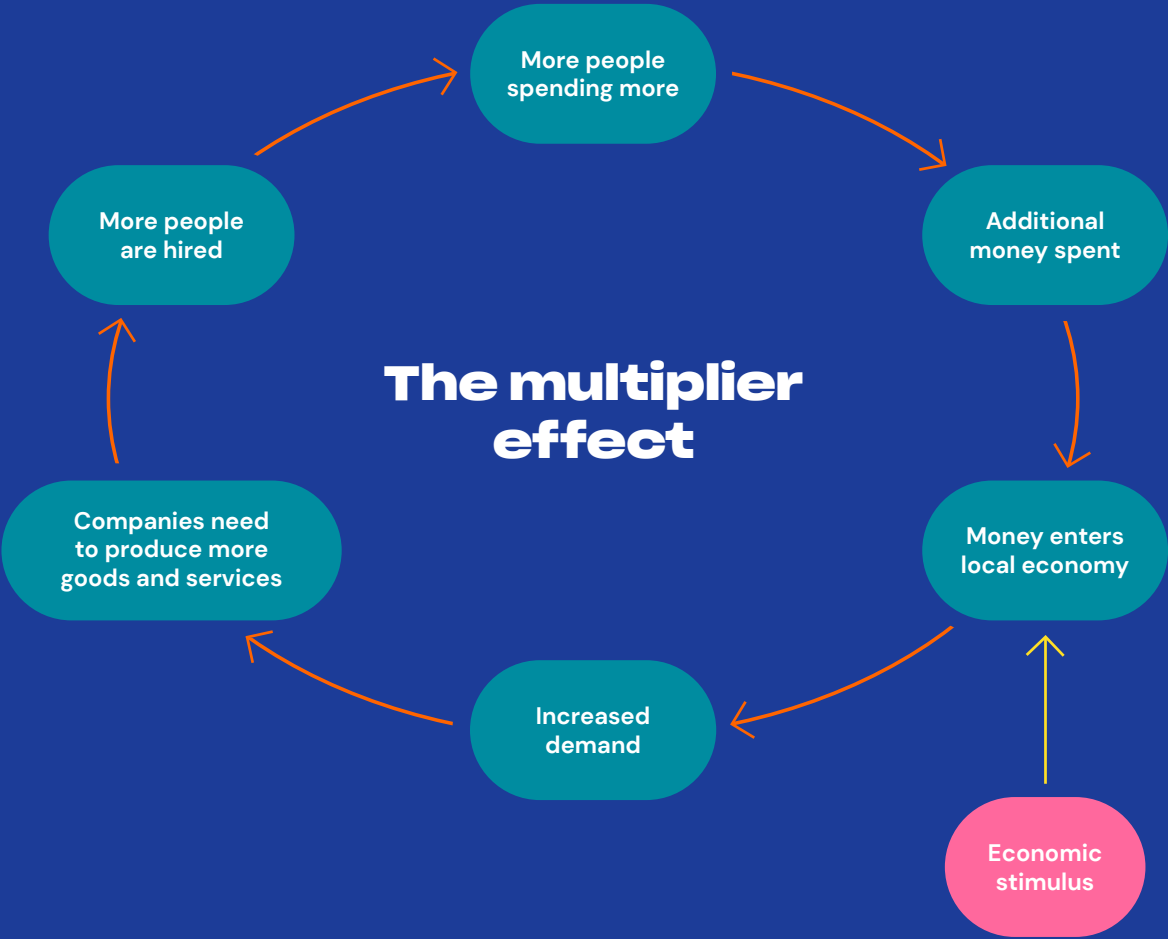 More people
spending more
More people
are hired
Additional
money spent
The multiplier
effect
Companies need
to produce more
goods and services
Money enters
local economy
Increased
demand
Economic
stimulus